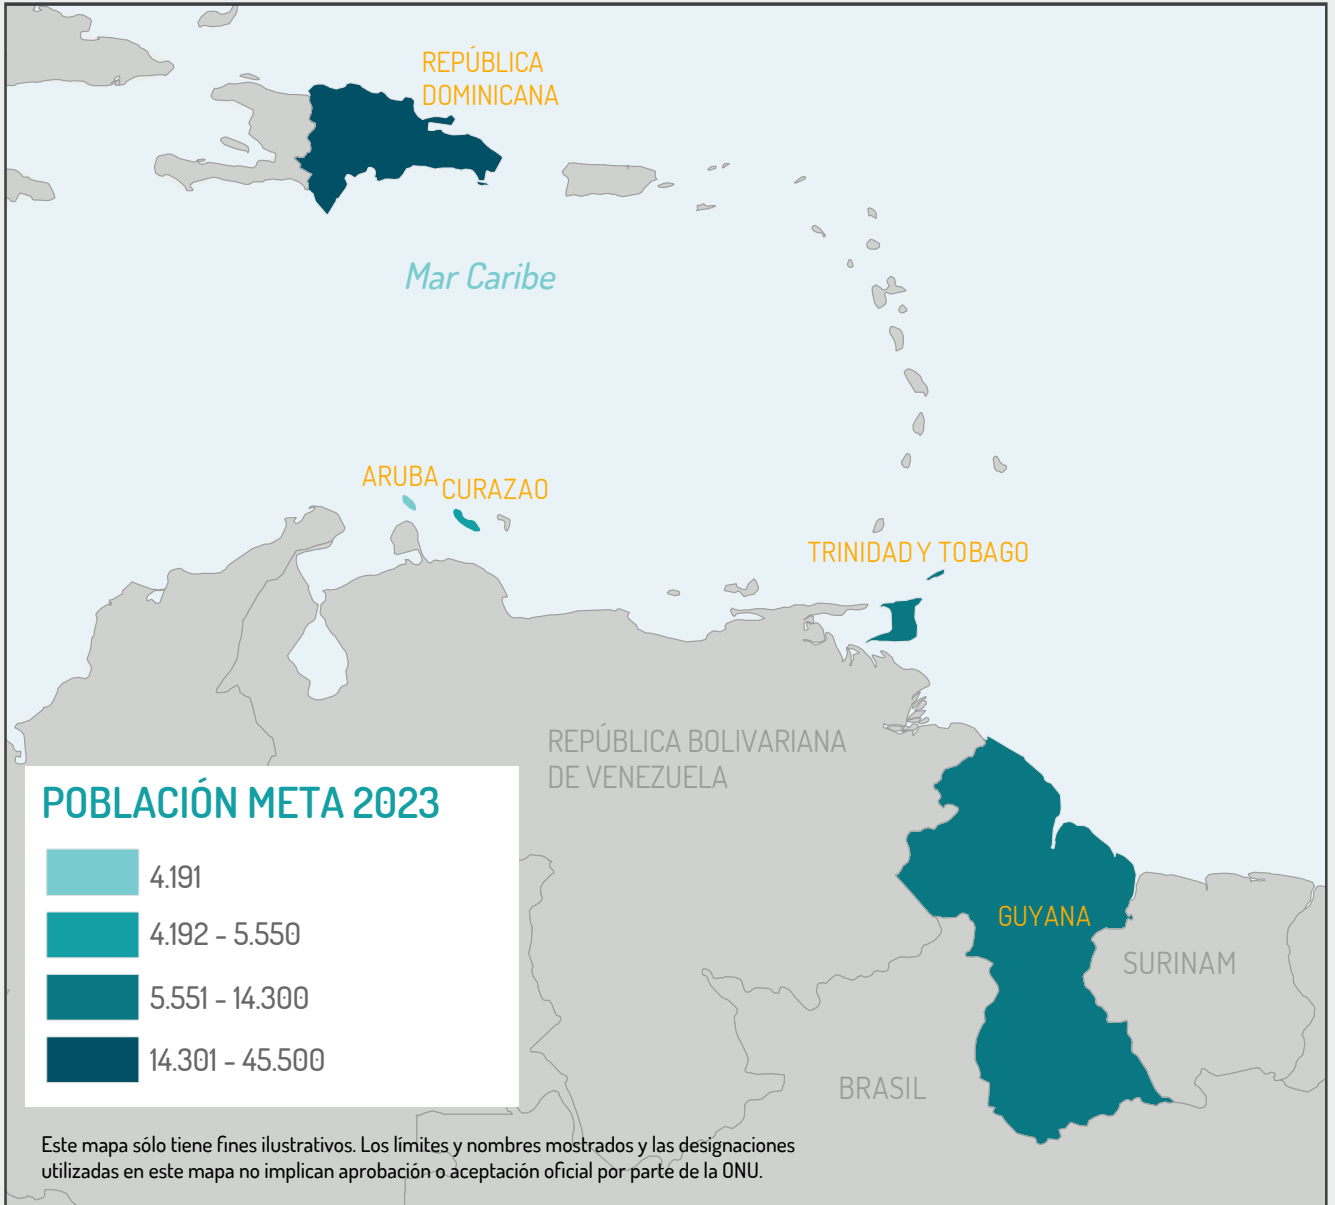 REPÚBLICA
DOMINICANA
Mar Caribe
ARUBA
CURAZAO
TRINIDAD Y TOBAGO
REPÚBLICA BOLIVARIANA
DE VENEZUELA
GUYANA
SURINAM
BRASIL
POBLACIÓN META 2023
4.191
4.192 - 5.550
5.551 - 14.300
14.301 - 45.500
Este mapa sólo tiene fines ilustrativos. Los límites y nombres mostrados y las designaciones
utilizadas en este mapa no implican aprobación o aceptación oficial por parte de la ONU.